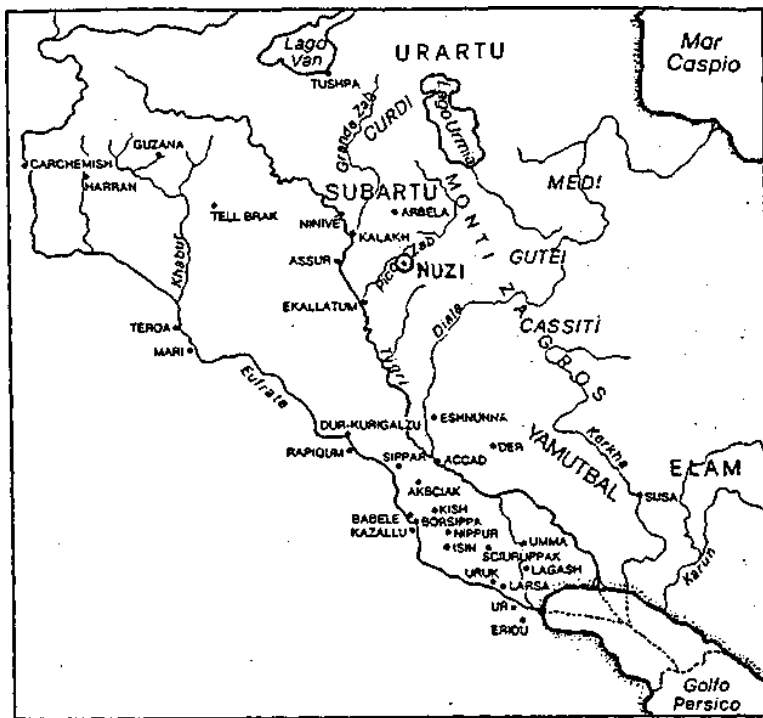 Lago
Van
URARTU
Mar
Caspio
TUSHPA
Grande Zab
CURDI
Urmia
GUZANA
CARCHEMISH
HARRAN
MEDI
SUBARTU
MONTI ZAGROS
TELL BRAK
ARBELA
NINIVE
KALAKH
Khabur
ASSUR
Piccolo Zab
NUZI
GUTEI
EKALLATUM
Diala
CASSITI
TEROA
MARI
Tigri
Eufrate
ESHNUNNA
Kerkha
DUR-KURIGALZU
RAPIQUM
SIPPAR
ACCAD
DER
YAMUTBAL
ELAM
SUSA
AKSCIAK
KISH
BABELE
BORSIPPA
KAZALLU
NIPPUR
UMMA
ISIN
SCIURUPPAK
Karun
LAGASH
URUK
LARSA
UR
ERIDU
Golfo
Persico